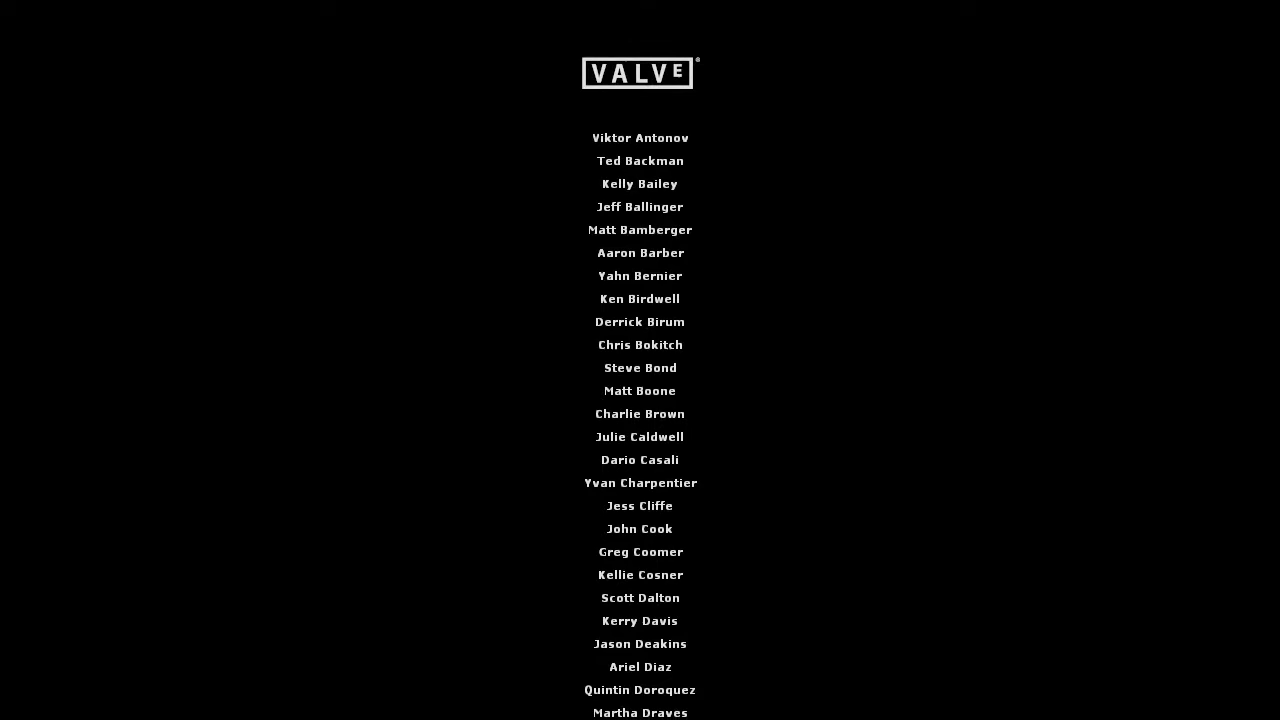 VALVE®
Viktor Antonov
Ted Backman
Kelly Bailey
Jeff Ballinger
Matt Bamberger
Aaron Barber
Yahn Bernier
Ken Birdwell
Derrick Birum
Chris Bokitch
Steve Bond
Matt Boone
Charlie Brown
Julie Caldwell
Dario Casali
Yvan Charpentier
Jess Cliffe
John Cook
Greg Coomer
Kellie Cosner
Scott Dalton
Kerry Davis
Jason Deakins
Ariel Diaz
Quintin Doroquez
Martha Draves